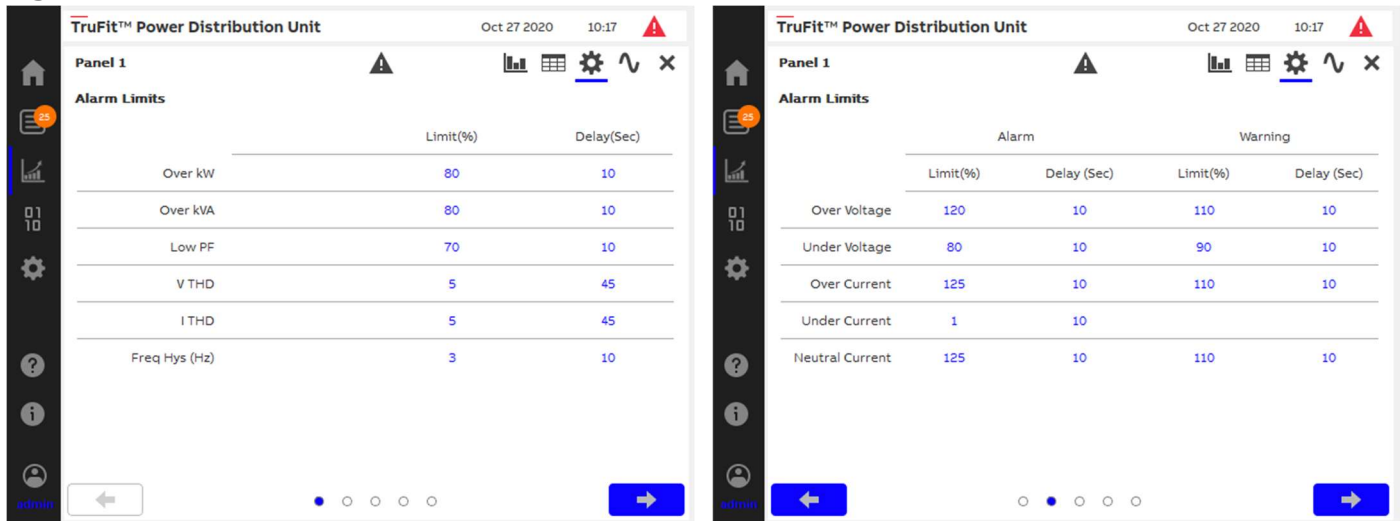 TruFit™ Power Distribution Unit
Oct 27 2020 10:17
Panel 1
Alarm Limits
25
Limit(%) Delay(Sec)
Over kW 80 10
Over kVA 80 10
Low PF 70 10
V THD 5 45
I THD 5 45
Freq Hys (Hz) 3 10
01
10
admin
TruFit™ Power Distribution Unit
Oct 27 2020 10:17
Panel 1
Alarm Limits
25
Alarm Warning
Limit(%) Delay (Sec) Limit(%) Delay (Sec)
Over Voltage 120 10 110 10
Under Voltage 80 10 90 10
Over Current 125 10 110 10
Under Current 1 10
Neutral Current 125 10 110 10
01
10
admin